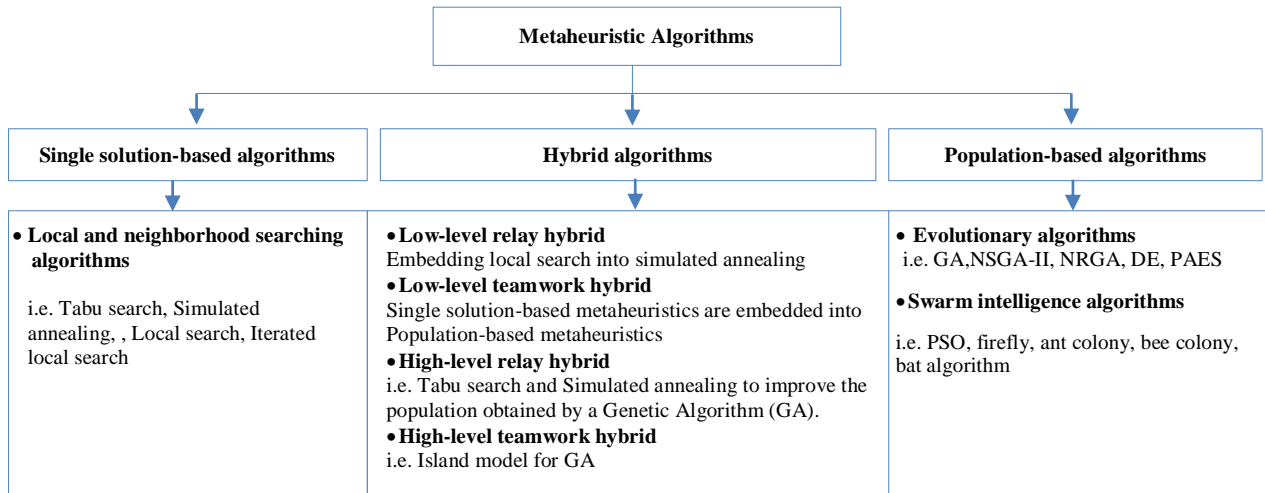 Metaheuristic Algorithms
Single solution-based algorithms
Hybrid algorithms
Population-based algorithms
• Local and neighborhood searching
algorithms
i.e. Tabu search, Simulated
annealing, , Local search, Iterated
local search
• Low-level relay hybrid
Embedding local search into simulated annealing
• Low-level teamwork hybrid
Single solution-based metaheuristics are embedded into
Population-based metaheuristics
• High-level relay hybrid
i.e. Tabu search and Simulated annealing to improve the
population obtained by a Genetic Algorithm (GA).
• High-level teamwork hybrid
i.e. Island model for GA
• Evolutionary algorithms
i.e. GA,NSGA-II, NRGA, DE, PAES
• Swarm intelligence algorithms
i.e. PSO, firefly, ant colony, bee colony,
bat algorithm